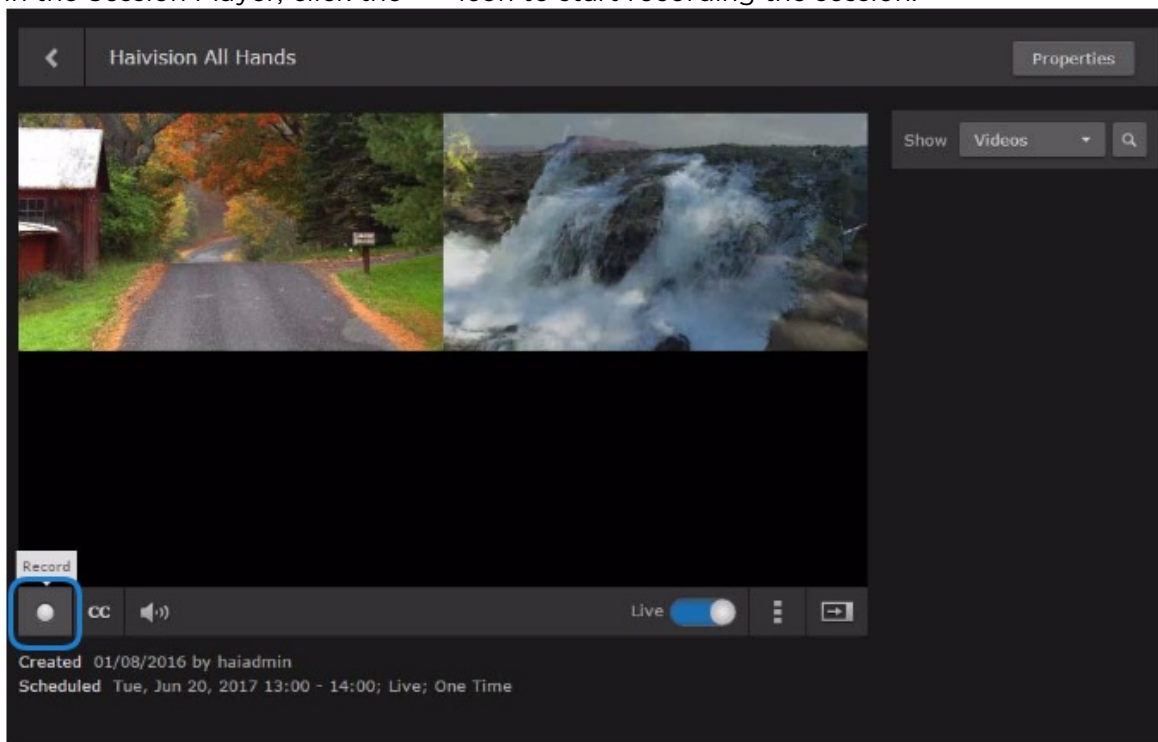 in the Session Player, click the icon to start recording the session.
Haivision All Hands
Properties
Show Videos
Record
CC
Live
Created 01/08/2016 by haiadmin
Scheduled Tue, Jun 20, 2017 13:00 - 14:00; Live; One Time